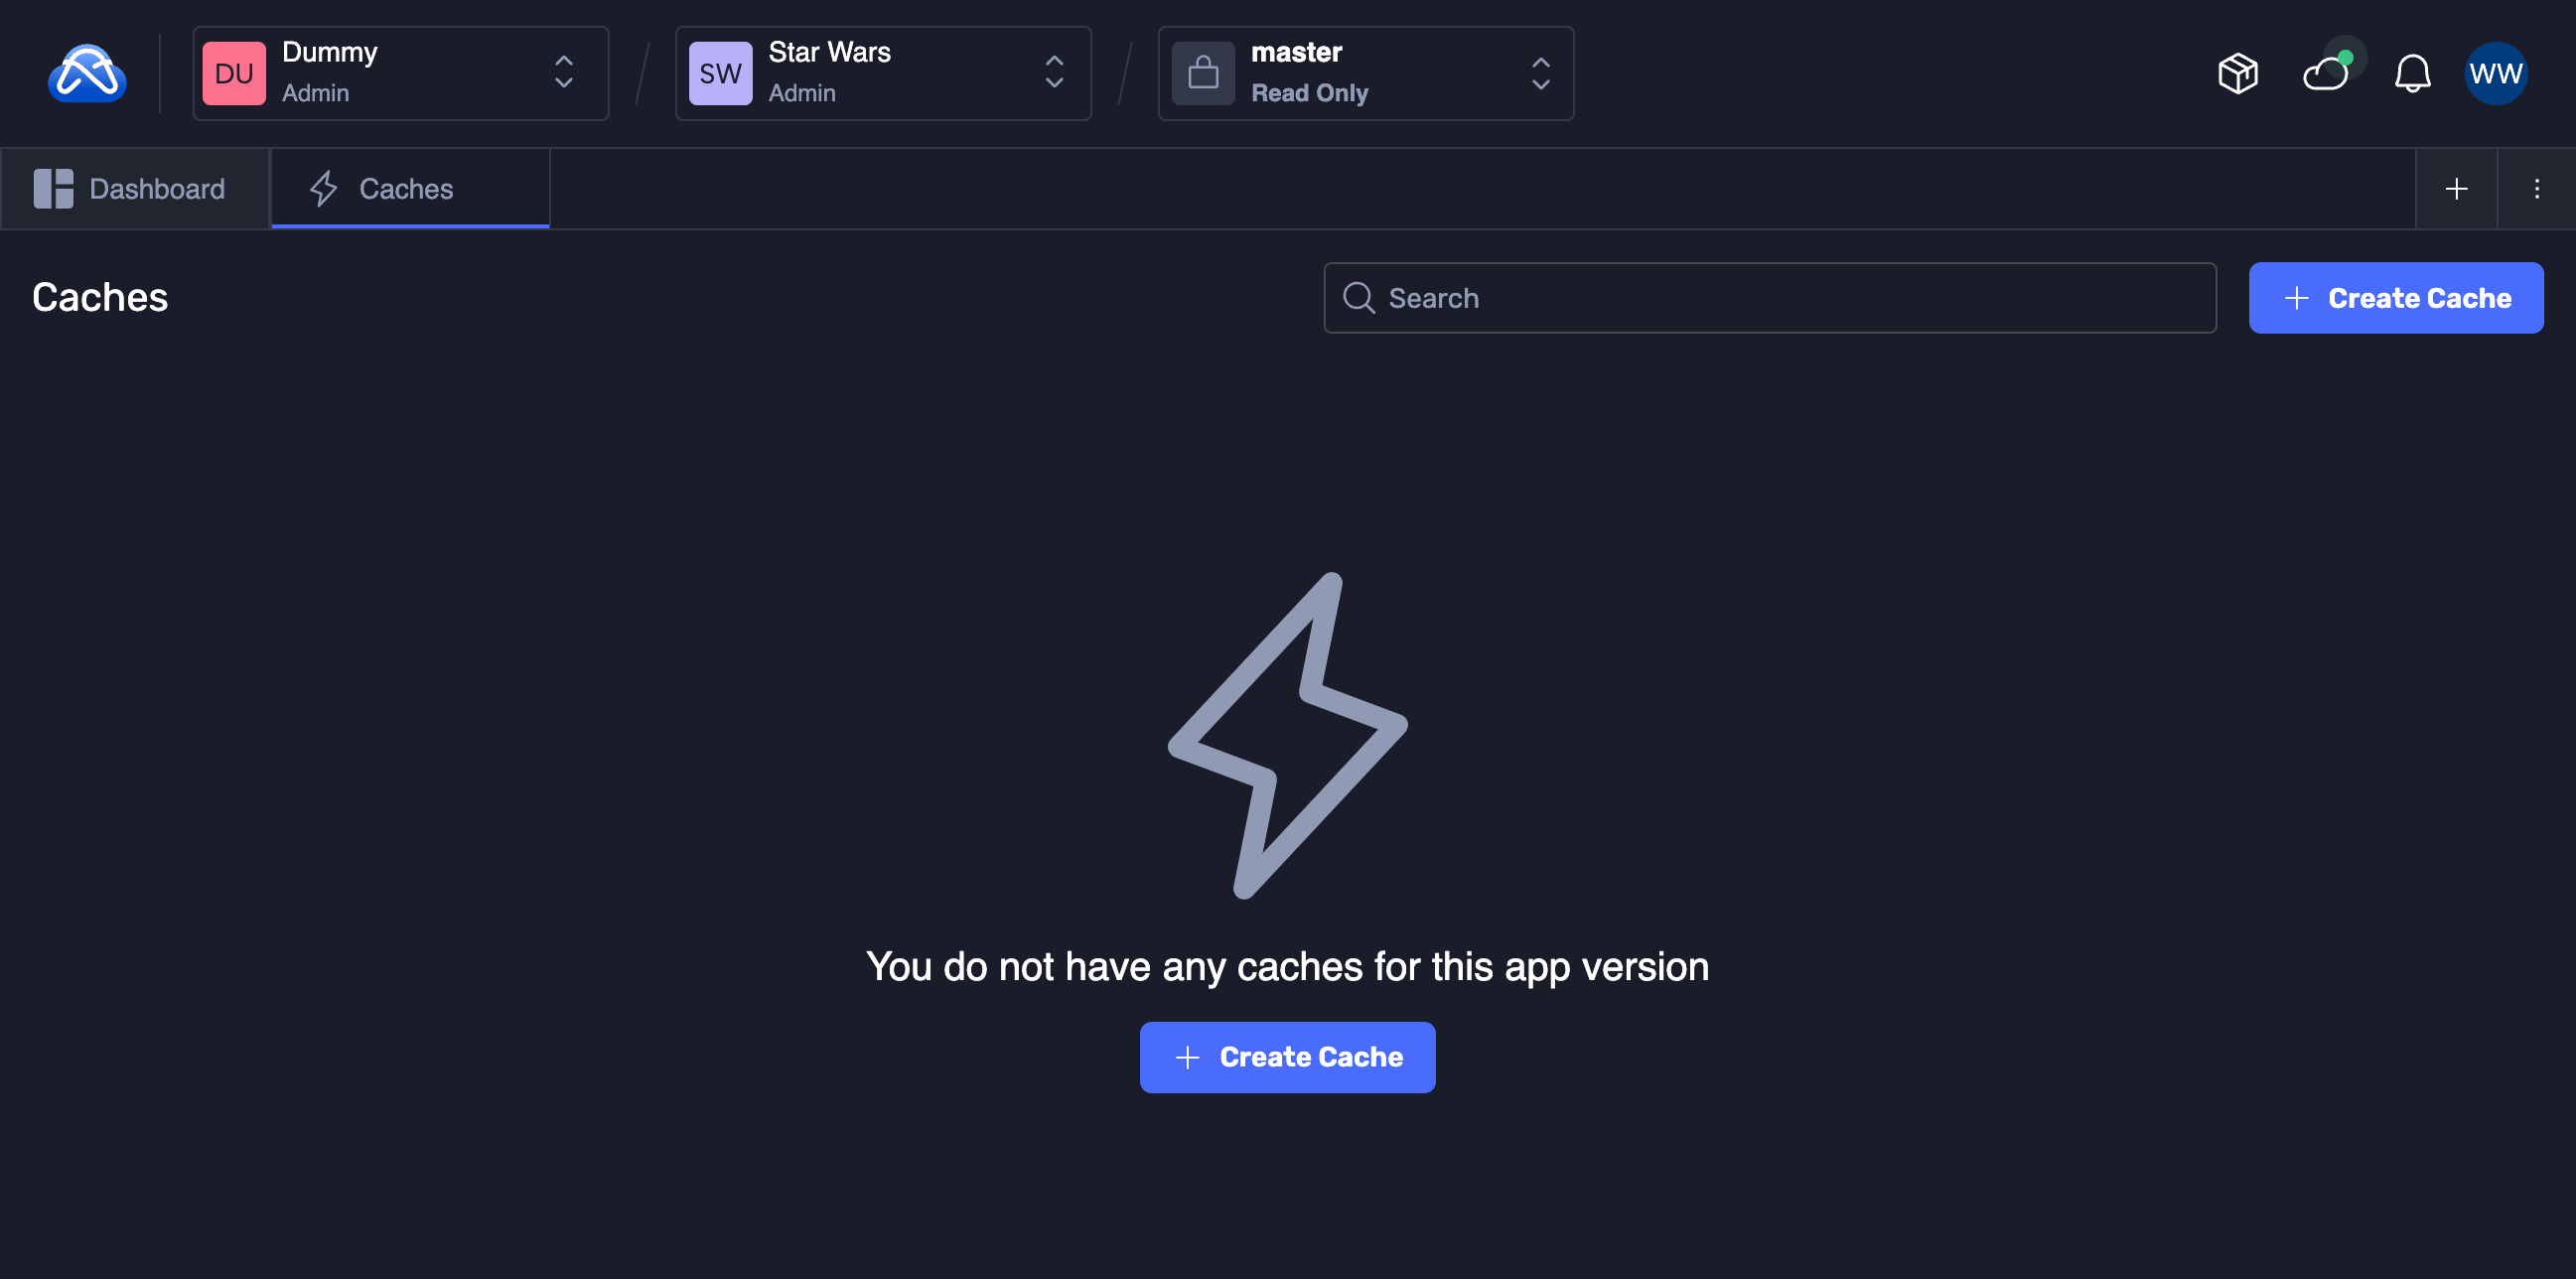 DU
Dummy
Admin
SW
Star Wars
Admin
master
Read Only
WW
Dashboard
Caches
Caches
Search
Create Cache
You do not have any caches for this app version
Create Cache